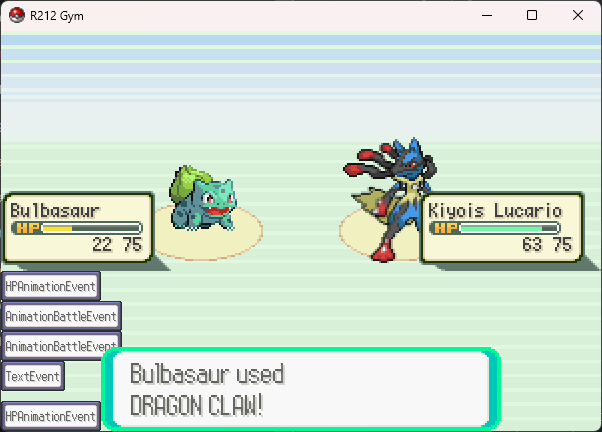 R212 Gym
Bulbasaur
HP
22 75
Kiyois Lucario
HP
63 75
HPAnimationEvent
AnimationBattleEvent
AnimationBattleEvent
TextEvent
HPAnimationEvent
Bulbasaur used
DRAGON CLAW!